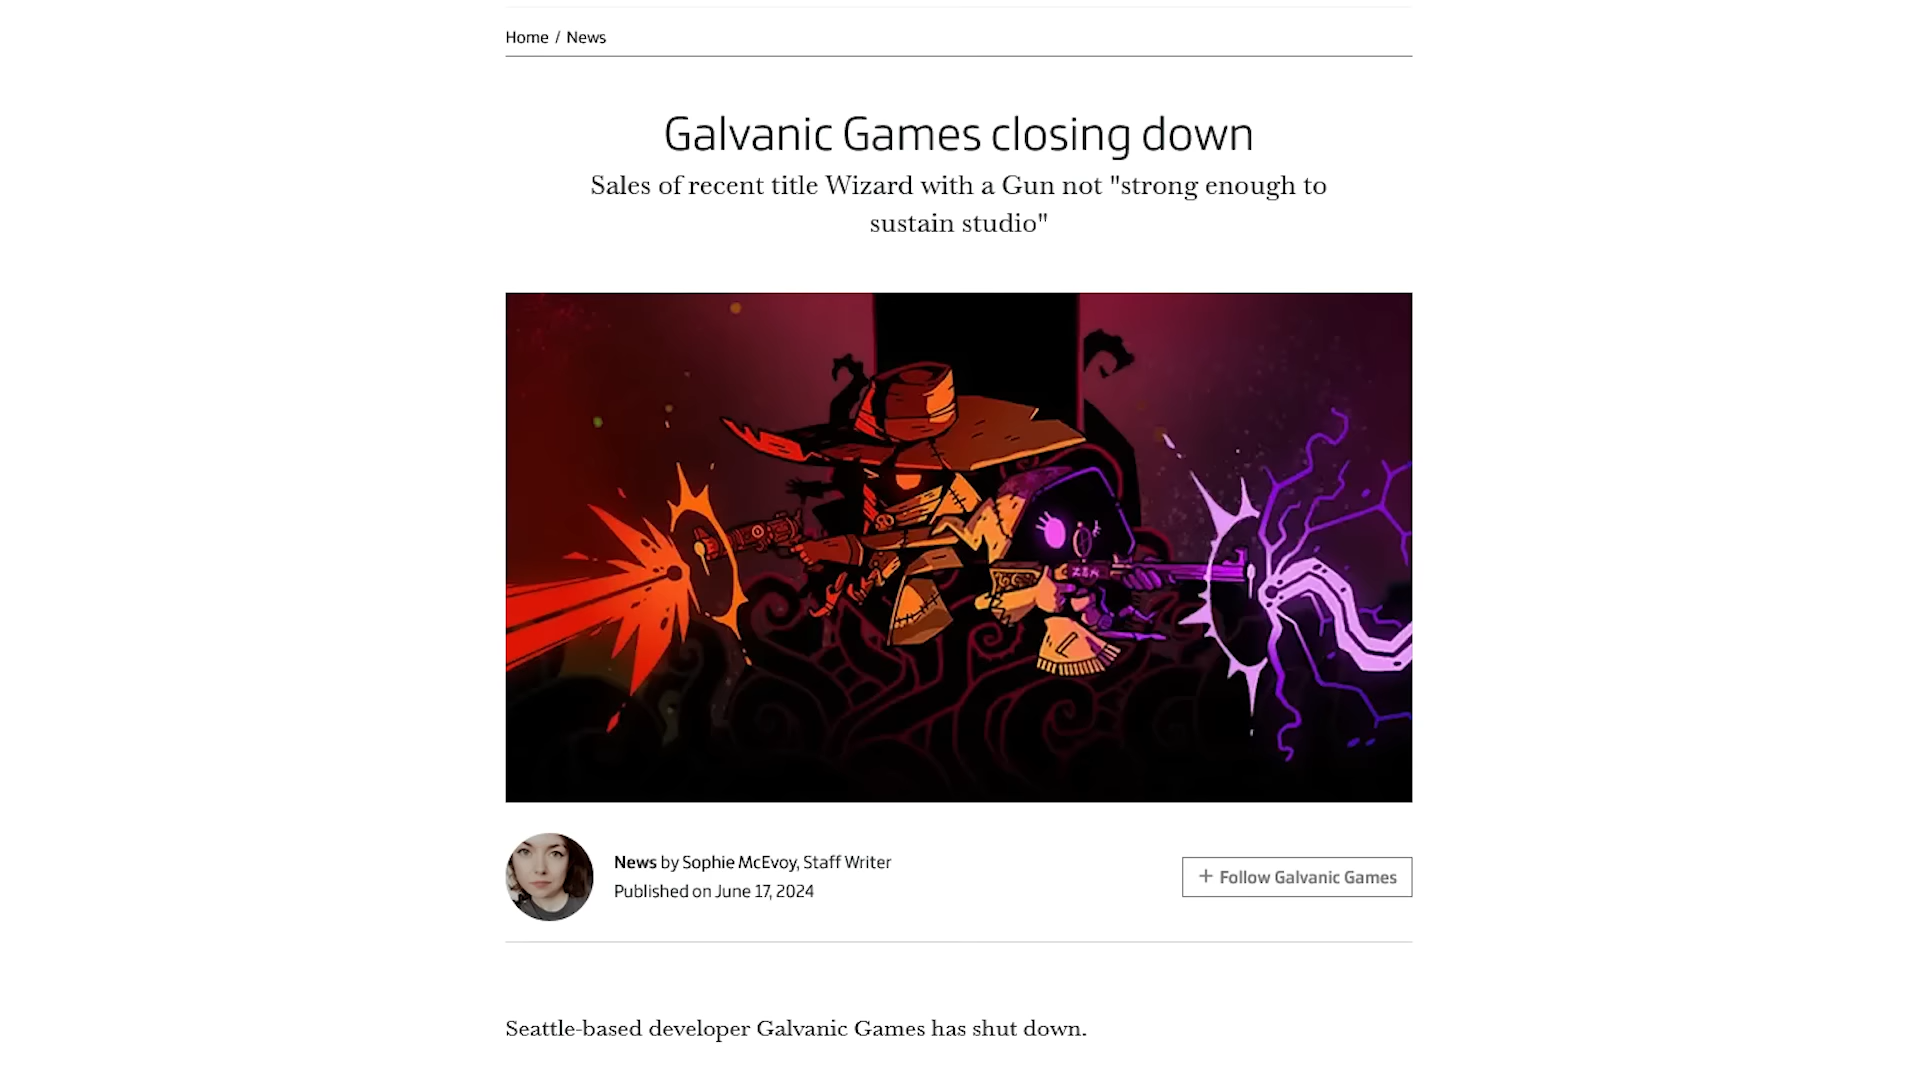 Home / News
Galvanic Games closing down
Sales of recent title Wizard with a Gun not "strong enough to
sustain studio"
News by Sophie McEvoy, Staff Writer
Published on June 17, 2024
+ Follow Galvanic Games
Seattle-based developer Galvanic Games has shut down.